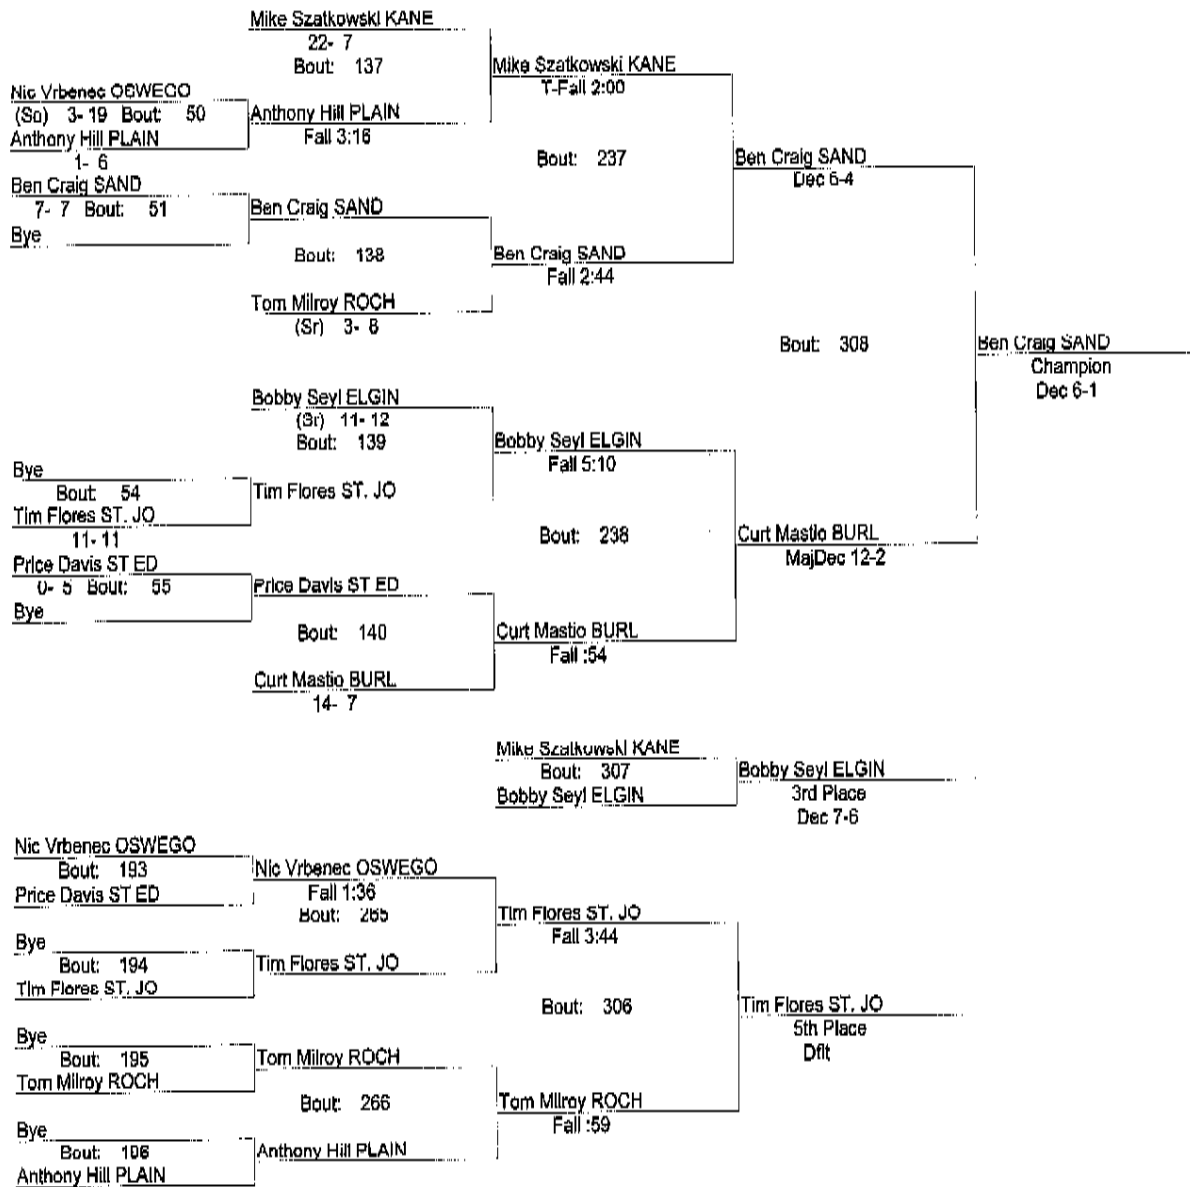 Mike Szatkowski KANE
22- 7
Bout: 137
Mike Szatkowski KANE
T-Fall 2:00
Nic Vrbenec OSWEGO
(So) 3- 19 Bout: 50
Anthony Hill PLAIN
Fall 3:16
Anthony Hill PLAIN
1- 6
Bout: 237
Ben Craig SAND
Dec 6-4
Ben Craig SAND
7- 7 Bout: 51
Ben Craig SAND
Bye
Bout: 138
Ben Craig SAND
Fall 2:44
Tom Milroy ROCH
(Sr) 3- 8
Bout: 308
Ben Craig SAND
Champion
Dec 6-1
Bobby Seyl ELGIN
(Sr) 11- 12
Bout: 139
Bobby Seyl ELGIN
Fall 5:10
Bye
Bout: 54
Tim Flores ST. JO
Tim Flores ST. JO
11- 11
Bout: 238
Curt Mastio BURL
MajDec 12-2
Price Davis ST ED
0- 5 Bout: 55
Price Davis ST ED
Bye
Bout: 140
Curt Mastio BURL
Fall :54
Curt Mastio BURL
14- 7
Mike Szatkowski KANE
Bout: 307
Bobby Seyl ELGIN
Bobby Seyl ELGIN
3rd Place
Dec 7-6
Nic Vrbenec OSWEGO
Bout: 193
Price Davis ST ED
Nic Vrbenec OSWEGO
Fall 1:36
Bout: 265
Tim Flores ST. JO
Fall 3:44
Bye
Bout: 194
Tim Flores ST. JO
Tim Flores ST. JO
Bout: 306
Tim Flores ST. JO
5th Place
Dflt
Bye
Bout: 195
Tom Milroy ROCH
Tom Milroy ROCH
Bout: 266
Tom Milroy ROCH
Fall :59
Bye
Bout: 196
Anthony Hill PLAIN
Anthony Hill PLAIN